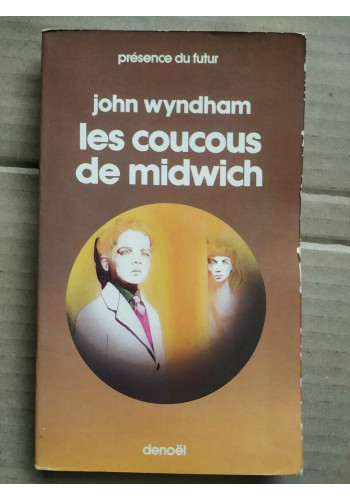 présence du futur
john wyndham
les coucous
de midwich
denoël